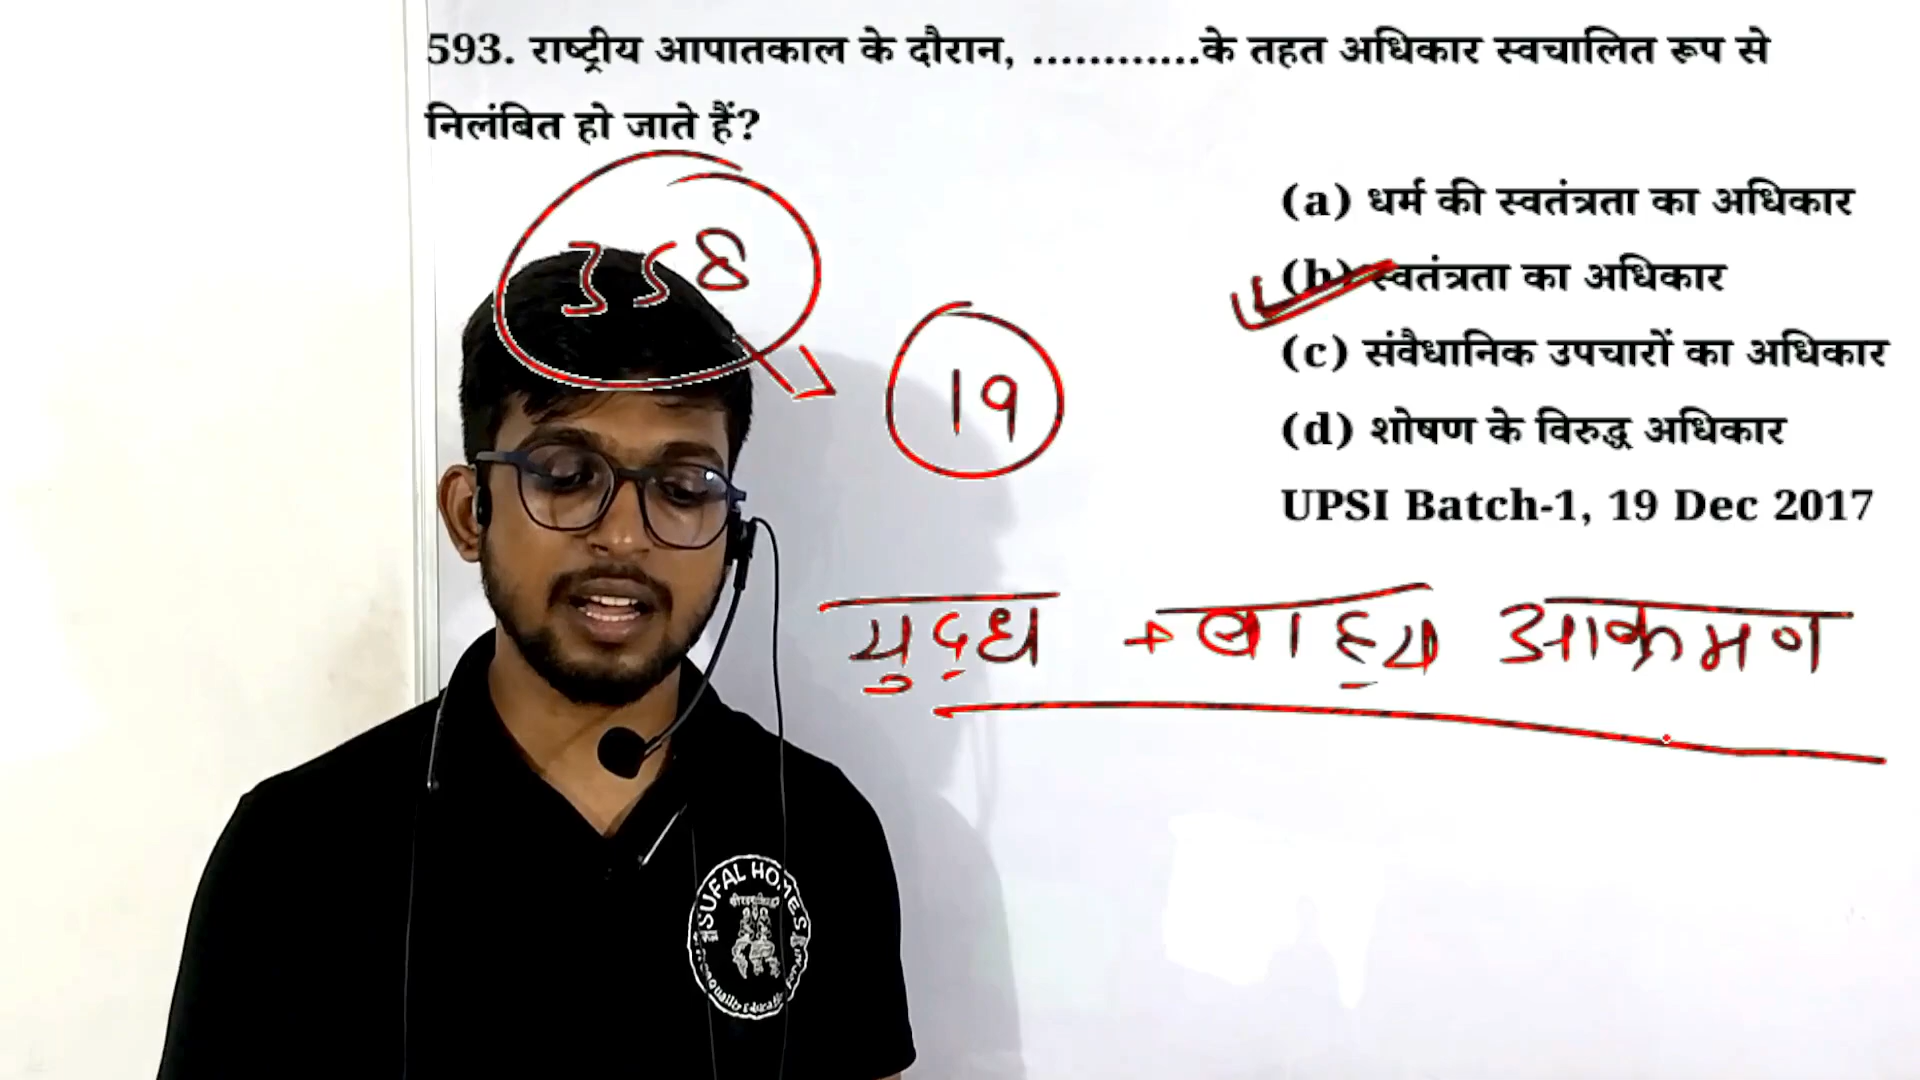 593. राष्ट्रीय आपातकाल के दौरान, ............के तहत अधिकार स्वचालित रूप से
निलंबित हो जाते हैं?
(a) धर्म की स्वतंत्रता का अधिकार
(b) स्वतंत्रता का अधिकार
(c) संवैधानिक उपचारों का अधिकार
(d) शोषण के विरुद्ध अधिकार
UPSI Batch-1, 19 Dec 2017
358
19
युद्ध + बाह्य आक्रमण
SUFAL HOMES